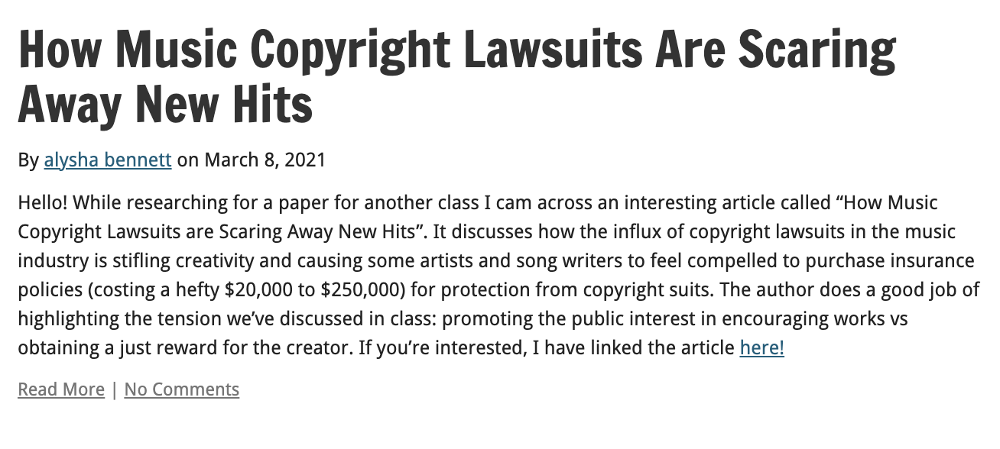 How Music Copyright Lawsuits Are Scaring
Away New Hits
By alysha bennett on March 8, 2021
Hello! While researching for a paper for another class I cam across an interesting article called “How Music
Copyright Lawsuits are Scaring Away New Hits”. It discusses how the influx of copyright lawsuits in the music
industry is stifling creativity and causing some artists and song writers to feel compelled to purchase insurance
policies (costing a hefty $20,000 to $250,000) for protection from copyright suits. The author does a good job of
highlighting the tension we’ve discussed in class: promoting the public interest in encouraging works vs
obtaining a just reward for the creator. If you’re interested, I have linked the article here!
Read More | No Comments